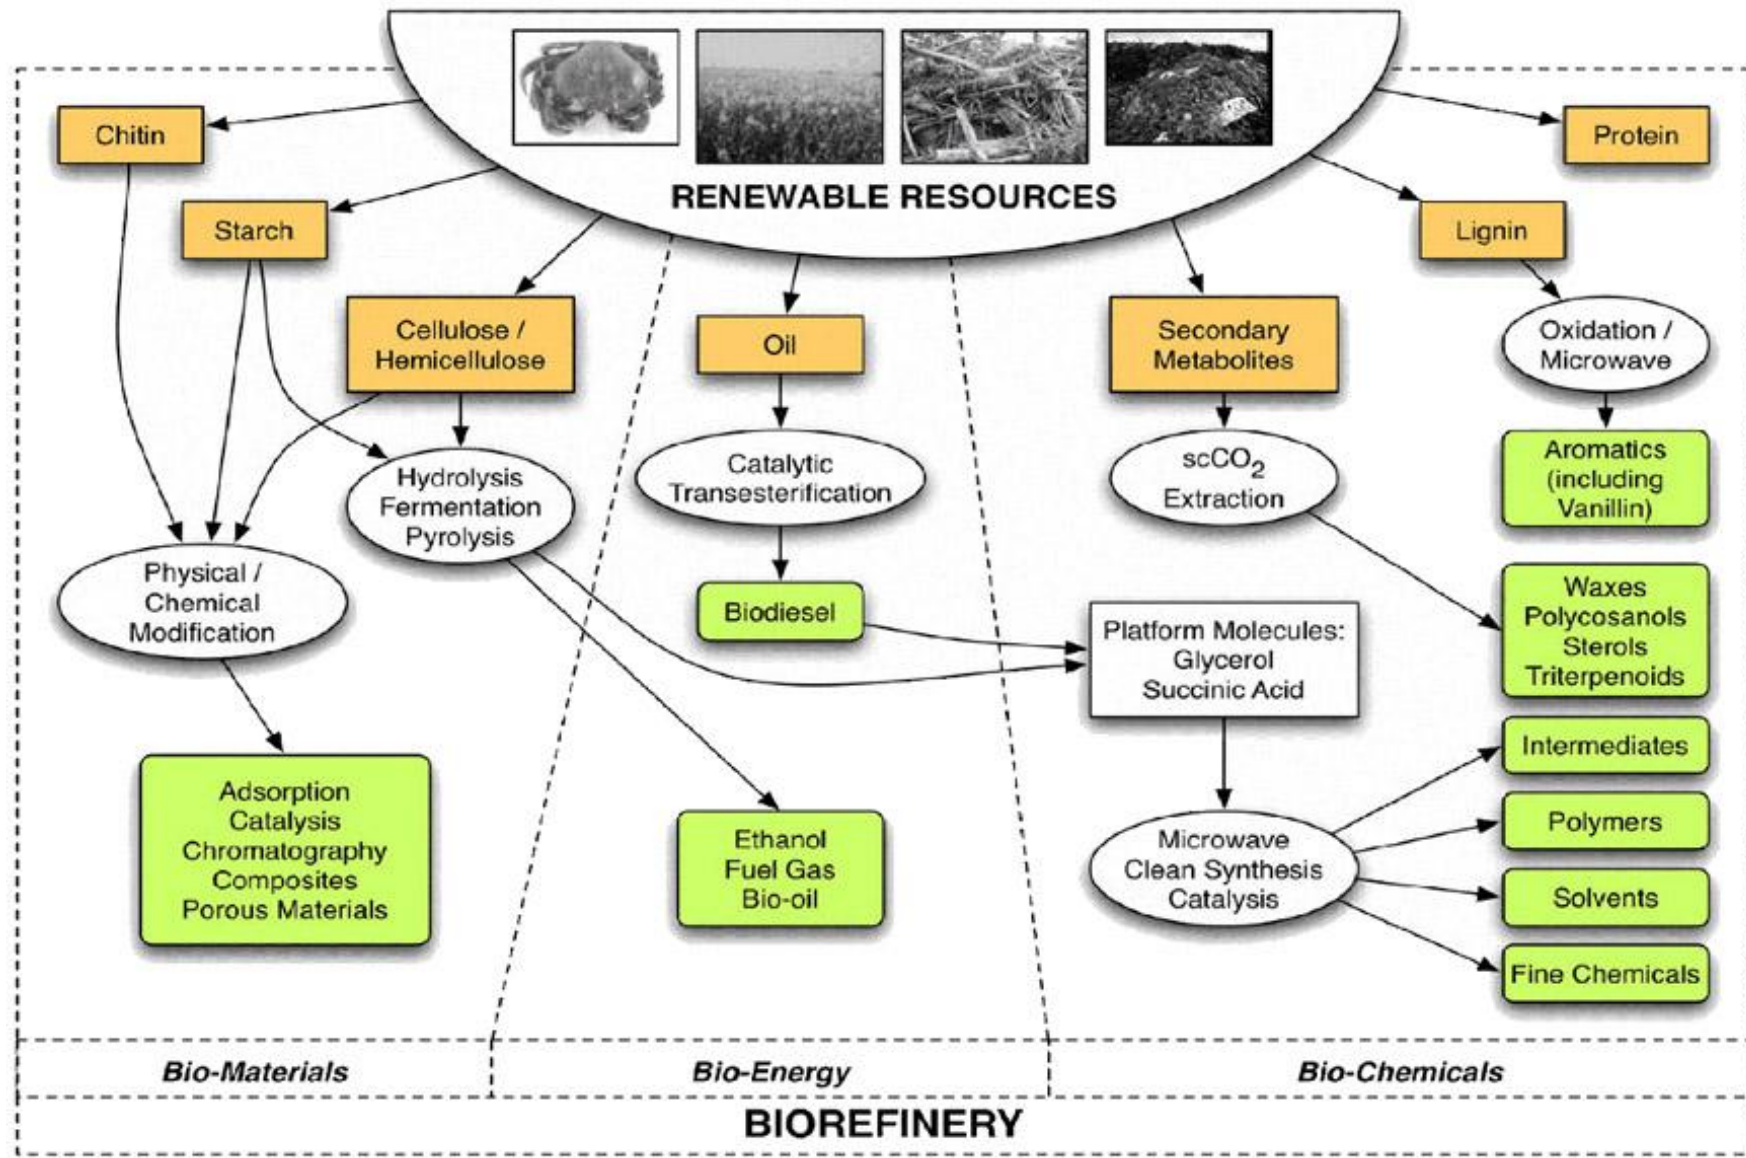 RENEWABLE RESOURCES
Chitin
Protein
Starch
Lignin
Cellulose /
Hemicellulose
Oil
Secondary
Metabolites
Oxidation /
Microwave
Hydrolysis
Fermentation
Pyrolysis
Catalytic
Transesterification
scCO2
Extraction
Aromatics
(including
Vanillin)
Physical /
Chemical
Modification
Biodiesel
Platform Molecules:
Glycerol
Succinic Acid
Waxes
Polycosanols
Sterols
Triterpenoids
Adsorption
Catalysis
Chromatography
Composites
Porous Materials
Ethanol
Fuel Gas
Bio-oil
Microwave
Clean Synthesis
Catalysis
Intermediates
Polymers
Solvents
Fine Chemicals
Bio-Materials
Bio-Energy
Bio-Chemicals
BIOREFINERY